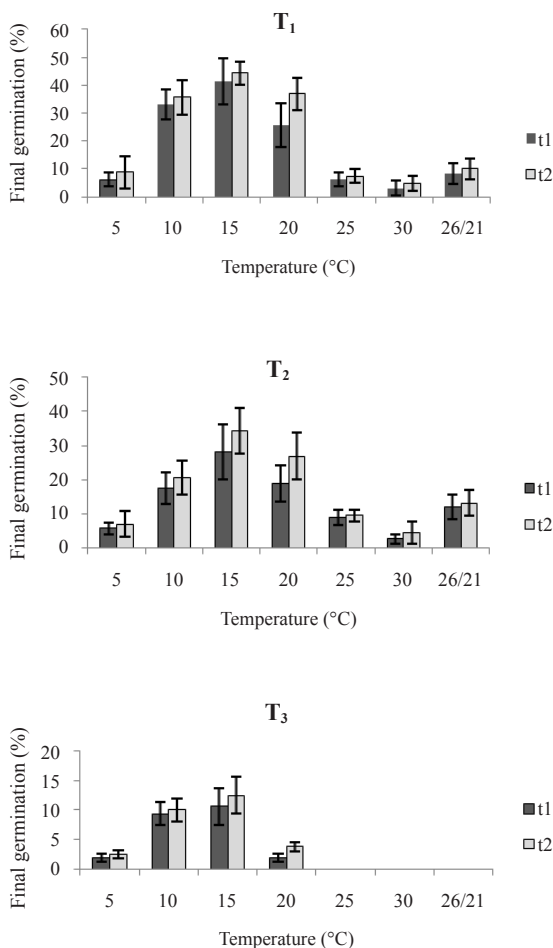 T₁
Final germination (%)
60
50
40
30
20
10
0
5 10 15 20 25 30 26/21
Temperature (°C)
t1
t2
T₂
Final germination (%)
50
40
30
20
10
0
5 10 15 20 25 30 26/21
Temperature (°C)
t1
t2
T₃
Final germination (%)
20
15
10
5
0
5 10 15 20 25 30 26/21
Temperature (°C)
t1
t2